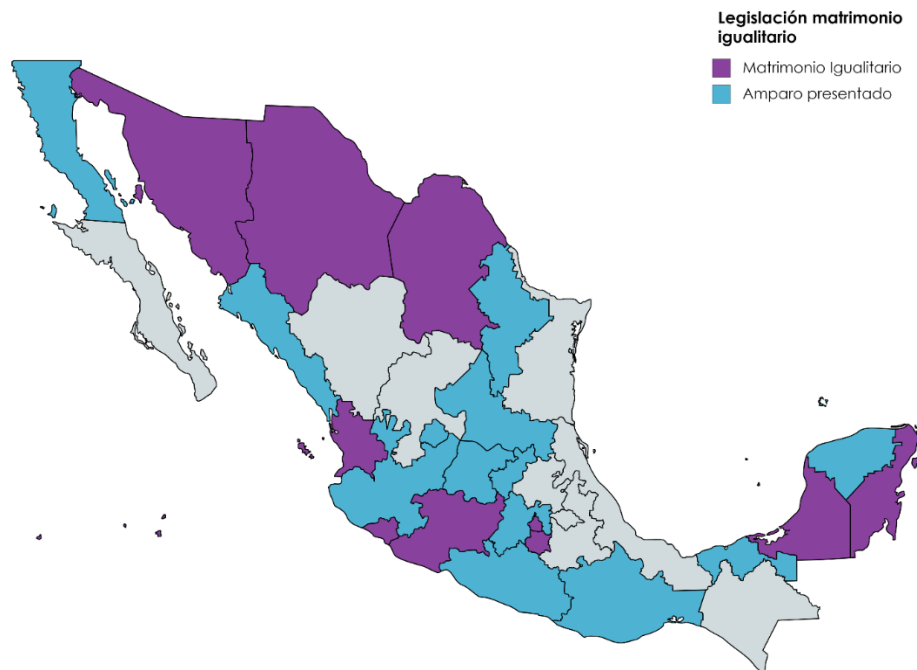 Legislación matrimonio
igualitario
Matrimonio Igualitario
Amparo presentado